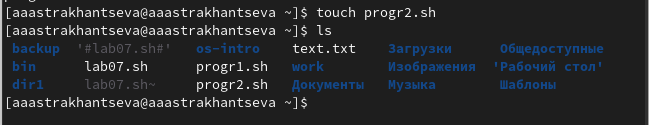 [aaastrakhantseva@aaastrakhantseva ~]$ touch progr2.sh
[aaastrakhantseva@aaastrakhantseva ~]$ ls
backup '#lab07.sh#' os-intro text.txt Загрузки Общедоступные
bin lab07.sh progr1.sh work Изображения 'Рабочий стол'
dir1 lab07.sh~ progr2.sh Документы Музыка Шаблоны
[aaastrakhantseva@aaastrakhantseva ~]$